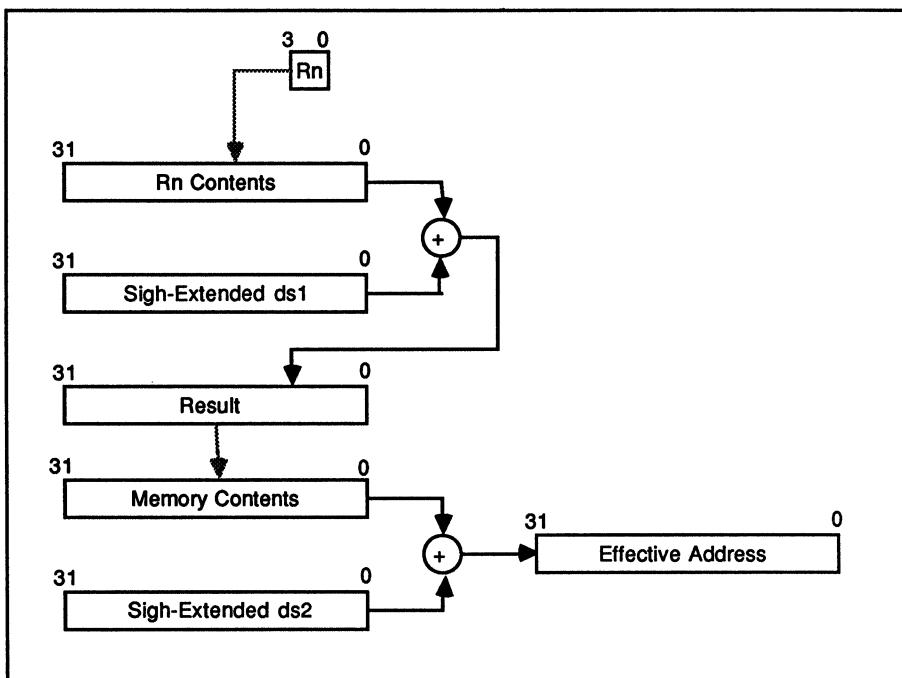 3 0
Rn
31 0
Rn Contents
+
31 0
Sigh-Extended ds1
31 0
Result
31 0
Memory Contents
+
31 0
Effective Address
31 0
Sigh-Extended ds2